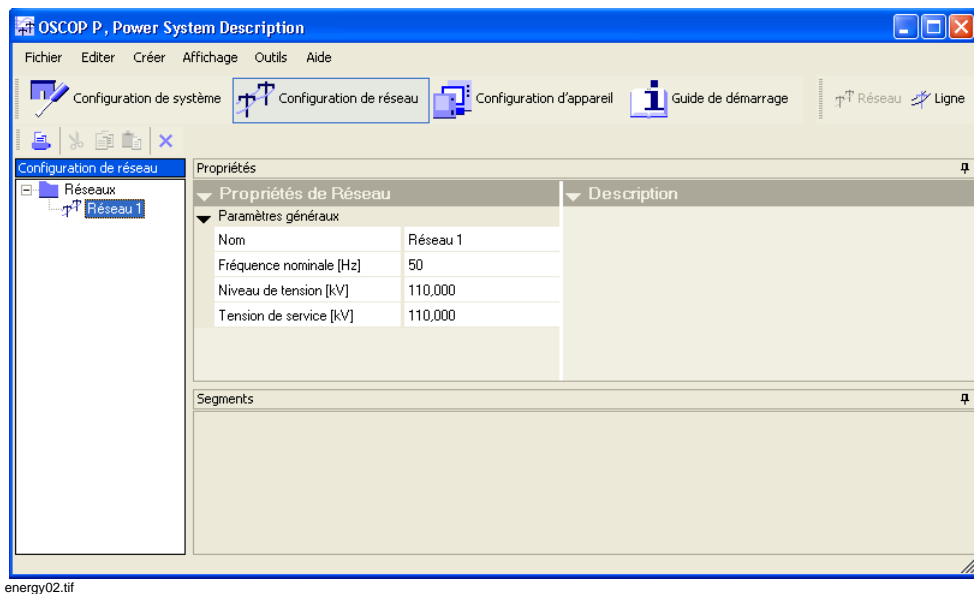 OSCOP P, Power System Description
Fichier Editer Créer Affichage Outils Aide
Configuration de système Configuration de réseau Configuration d'appareil Guide de démarrage Réseau Ligne
Configuration de réseau
Réseaux
Réseau 1
Propriétés
Propriétés de Réseau
Description
Paramètres généraux
Nom Réseau 1
Fréquence nominale [Hz] 50
Niveau de tension [kV] 110,000
Tension de service [kV] 110,000
Segments
energy02.tif